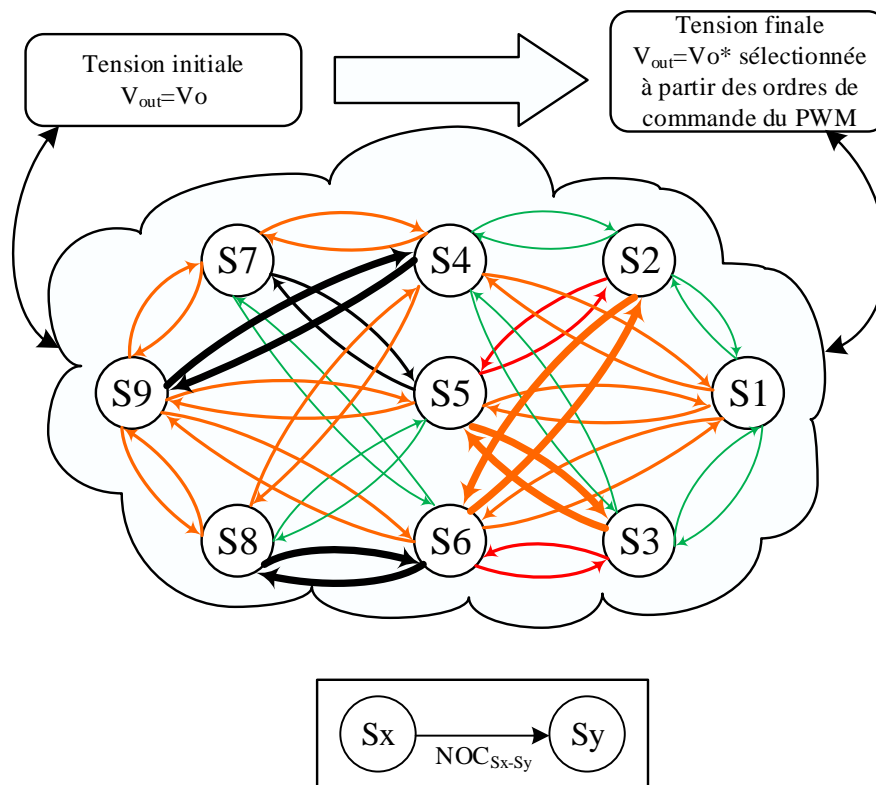 Tension initiale
Vout=Vo
Tension finale
Vout=Vo* sélectionnée
à partir des ordres de
commande du PWM
S7
S4
S2
S9
S5
S1
S8
S6
S3
Sx
NOCSx-Sy
Sy